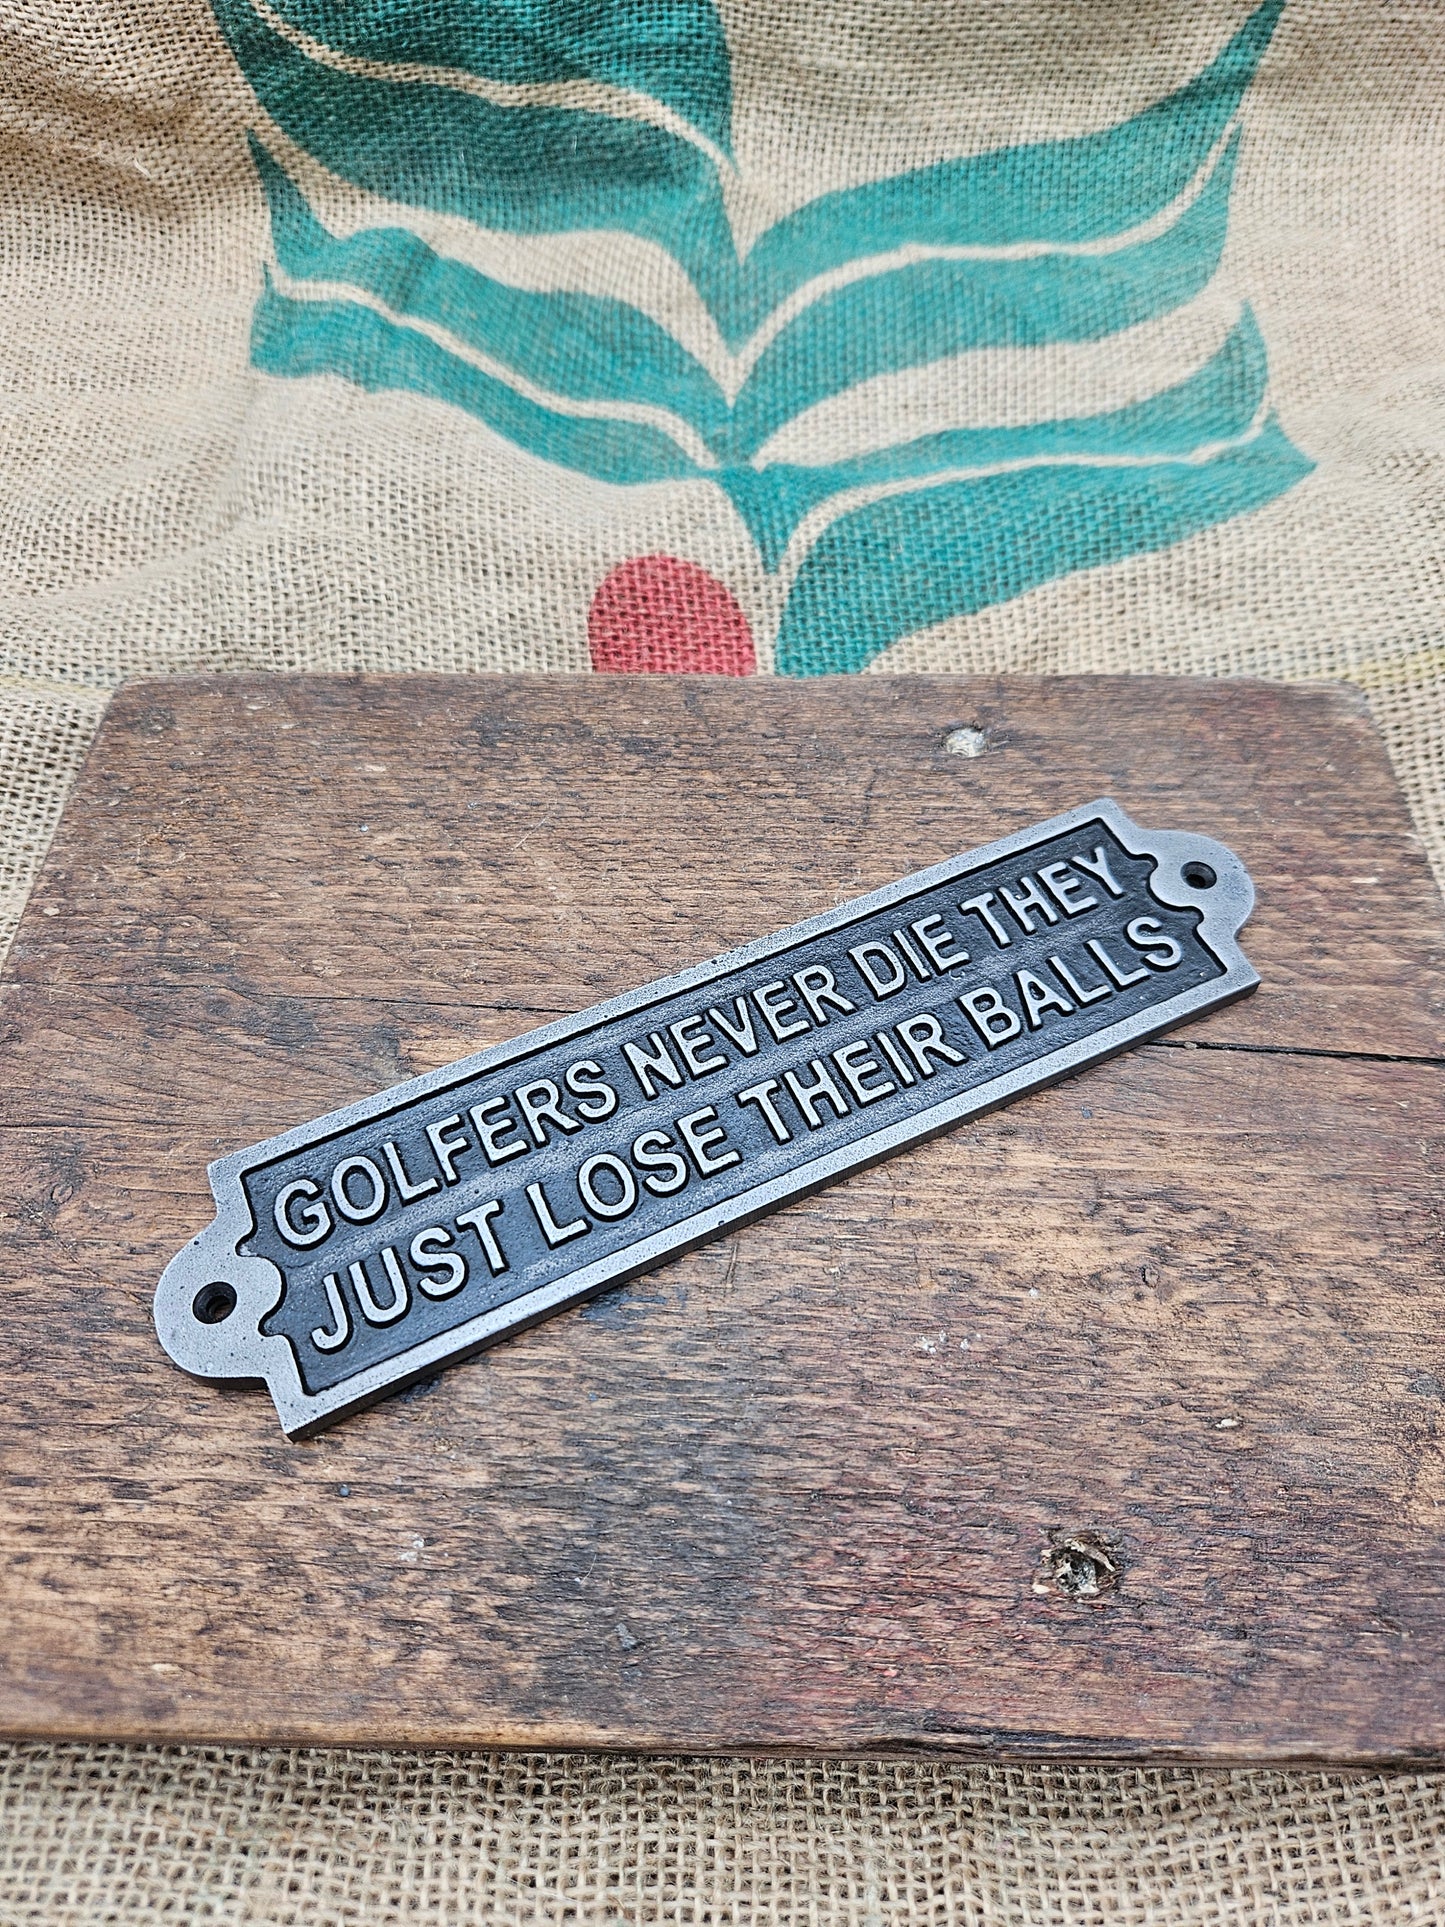 GOLFERS NEVER DIE THEY
JUST LOSE THEIR BALLS